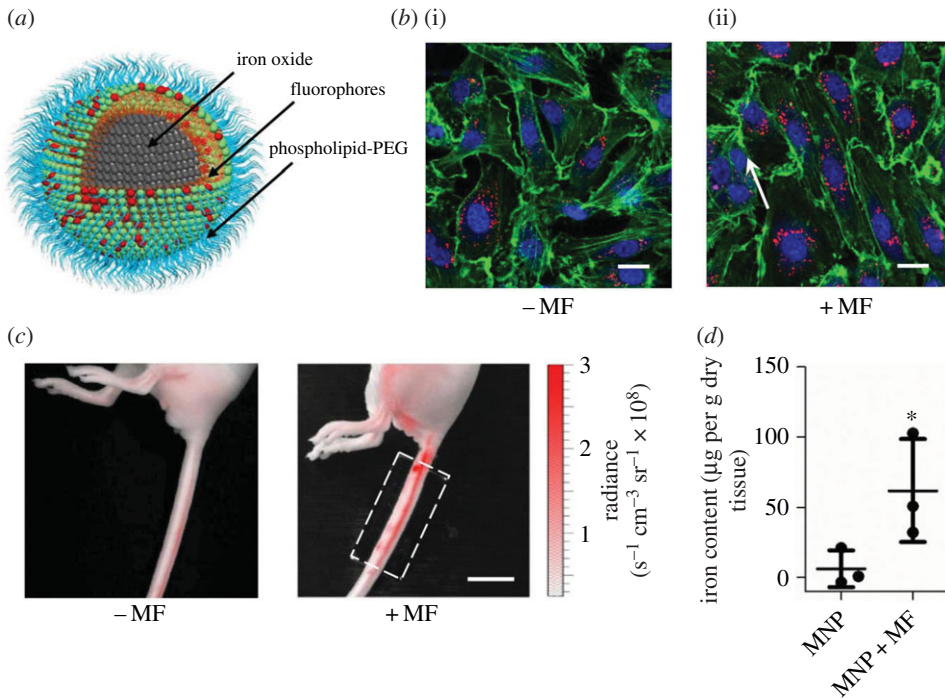 (a)
iron oxide
fluorophores
phospholipid-PEG
(b) (i)
– MF
(ii)
+ MF
(c)
– MF
+ MF
3
2
1
radiance
(s⁻¹ cm⁻³ sr⁻¹ × 10⁸)
(d)
iron content (µg per g dry
tissue)
150
100
50
0
*
MNP
MNP + MF